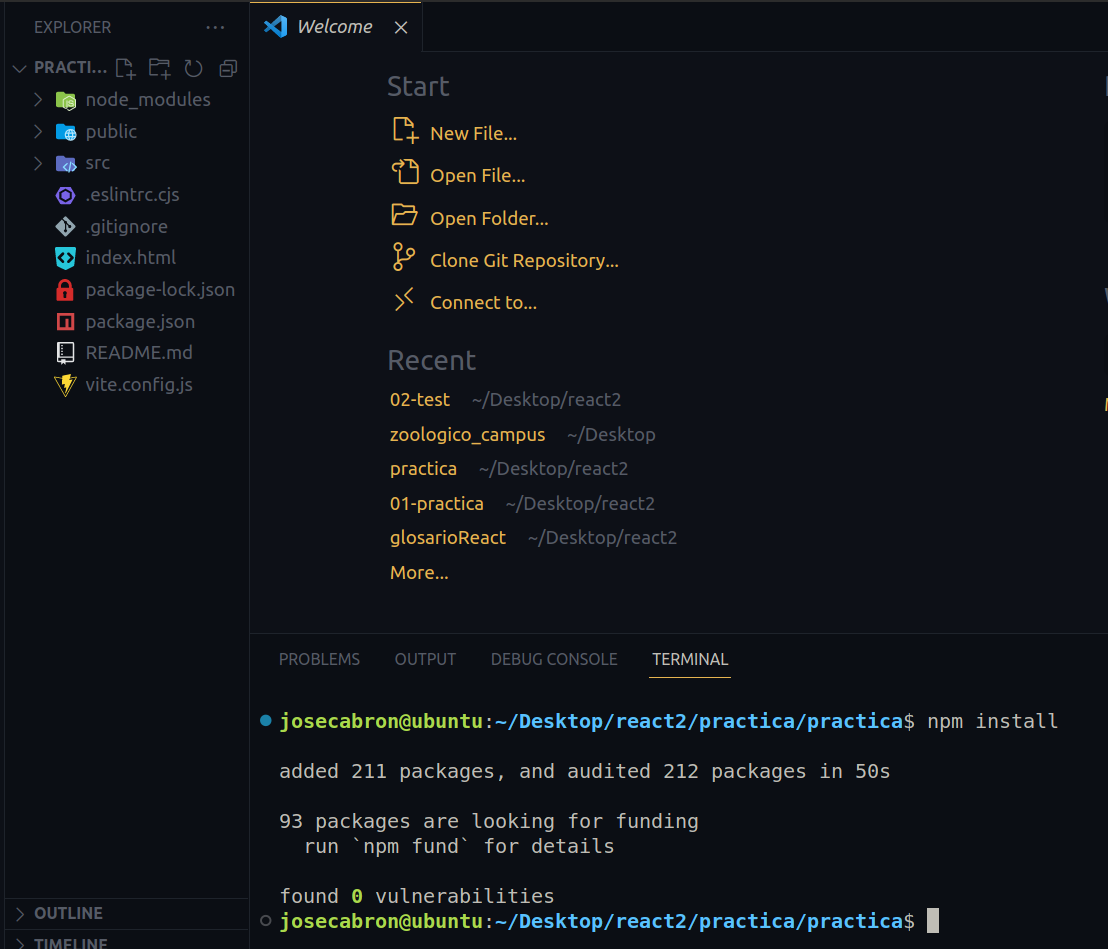 EXPLORER
PRACTI...
node_modules
public
src
.eslintrc.cjs
.gitignore
index.html
package-lock.json
package.json
README.md
vite.config.js
OUTLINE
TIMELINE
Welcome
Start
New File...
Open File...
Open Folder...
Clone Git Repository...
Connect to...
Recent
02-test ~/Desktop/react2
zoologico_campus ~/Desktop
practica ~/Desktop/react2
01-practica ~/Desktop/react2
glosarioReact ~/Desktop/react2
More...
PROBLEMS OUTPUT DEBUG CONSOLE TERMINAL
josecabron@ubuntu:~/Desktop/react2/practica/practica$ npm install
added 211 packages, and audited 212 packages in 50s
93 packages are looking for funding
run `npm fund` for details
found 0 vulnerabilities
josecabron@ubuntu:~/Desktop/react2/practica/practica$